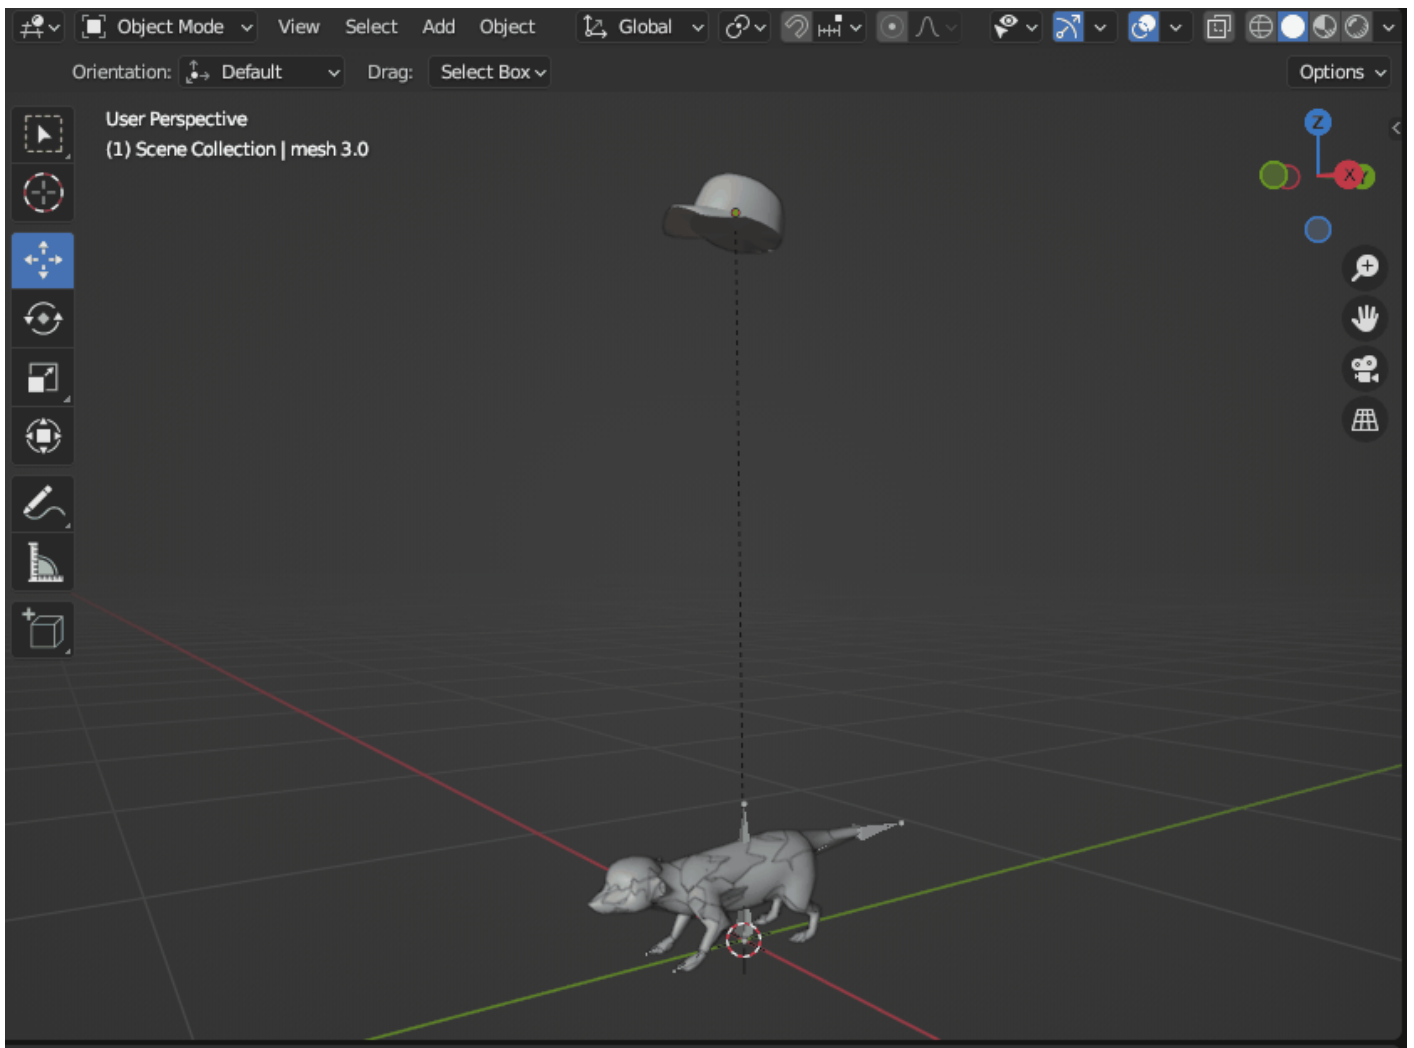 Object Mode View Select Add Object Global
Orientation: Default Drag: Select Box Options
User Perspective
(1) Scene Collection | mesh 3.0
Z
X Y